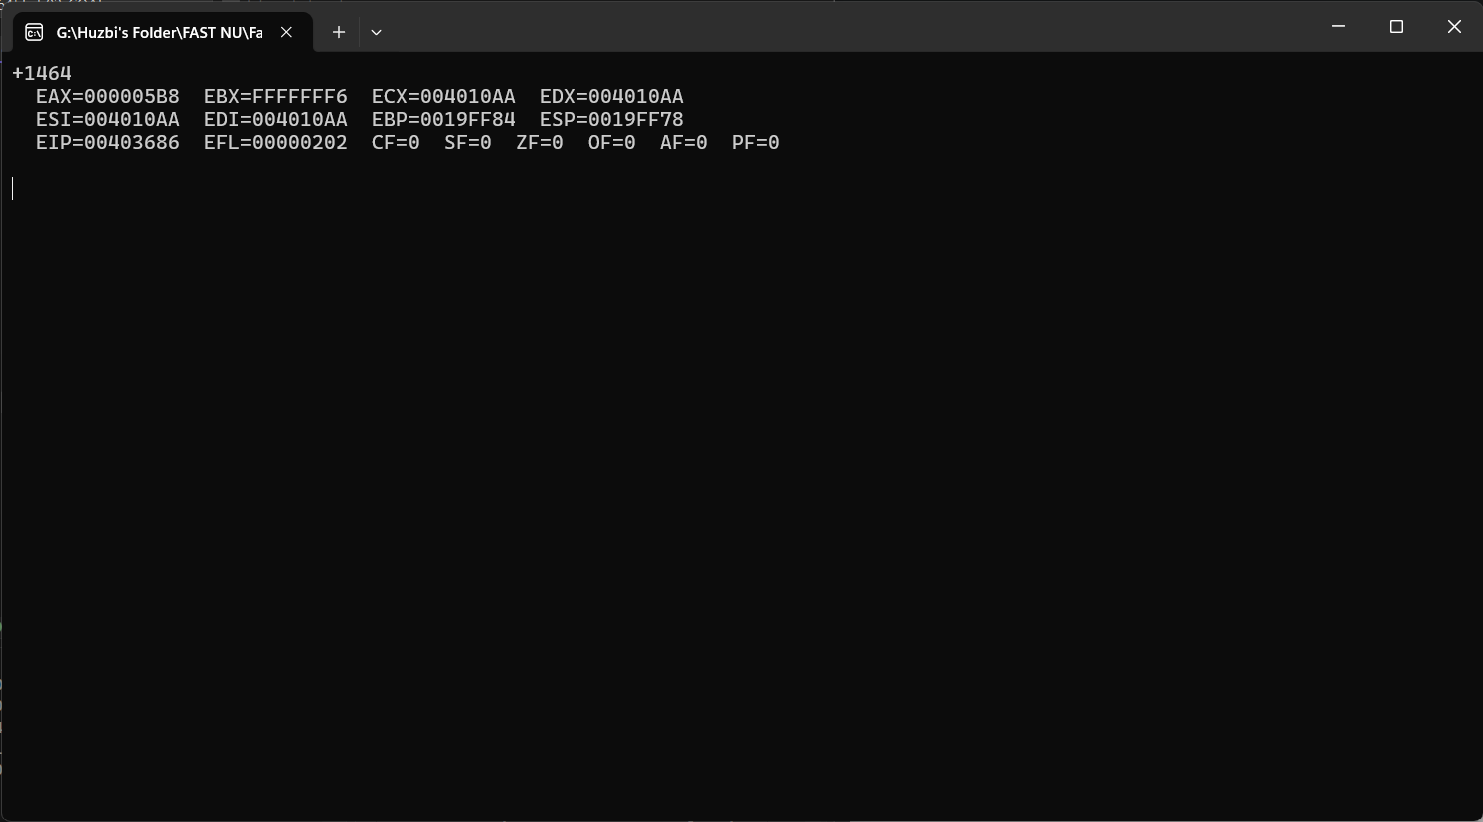 G:\Huzbi's Folder\FAST NU\Fa
+1464
EAX=000005B8 EBX=FFFFFFF6 ECX=004010AA EDX=004010AA
ESI=004010AA EDI=004010AA EBP=0019FF84 ESP=0019FF78
EIP=00403686 EFL=00000202 CF=0 SF=0 ZF=0 OF=0 AF=0 PF=0